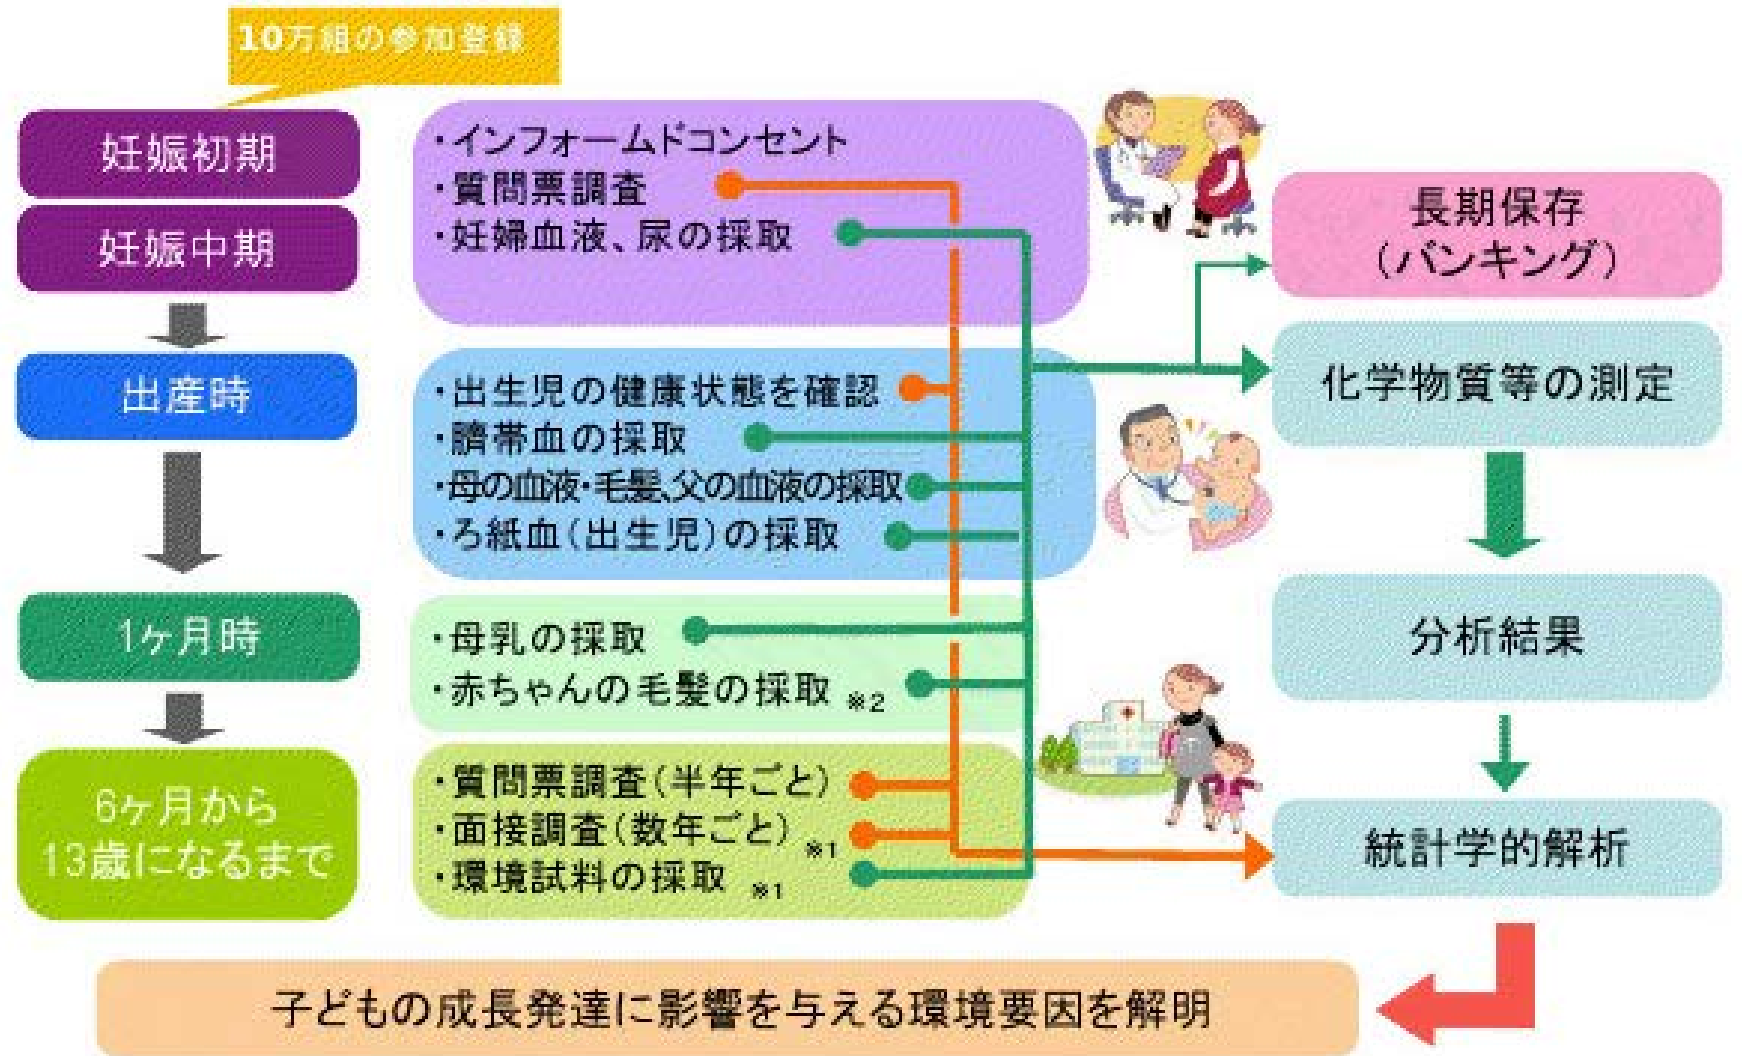 10万組の参加登録
妊娠初期
妊娠中期
出産時
1ヶ月時
6ヶ月から
13歳になるまで
・インフォームドコンセント
・質問票調査
・妊婦血液、尿の採取
・出生児の健康状態を確認
・臍帯血の採取
・母の血液・毛髪、父の血液の採取
・ろ紙血(出生児)の採取
・母乳の採取
・赤ちゃんの毛髪の採取 ※2
・質問票調査(半年ごと)
・面接調査(数年ごと) ※1
・環境試料の採取 ※1
長期保存
(バンキング)
化学物質等の測定
分析結果
統計学的解析
子どもの成長発達に影響を与える環境要因を解明